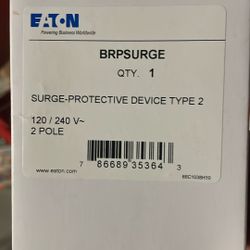 EATON
Powering Business Worldwide
BRPSURGE
QTY. 1
SURGE-PROTECTIVE DEVICE TYPE 2
120 / 240 V~
2 POLE
7 86689 35364 3
www.eaton.com